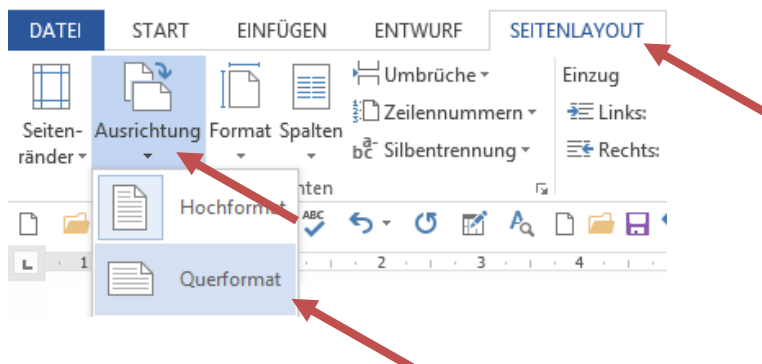 DATEI START EINFÜGEN ENTWURF SEITENLAYOUT
Umbrüche Einzug
Zeilennummern Links:
Seiten- Ausrichtung Format Spalten
ränder Silbentrennung Rechts:
Hochformat ABC
L 1 2 3 4
Querformat